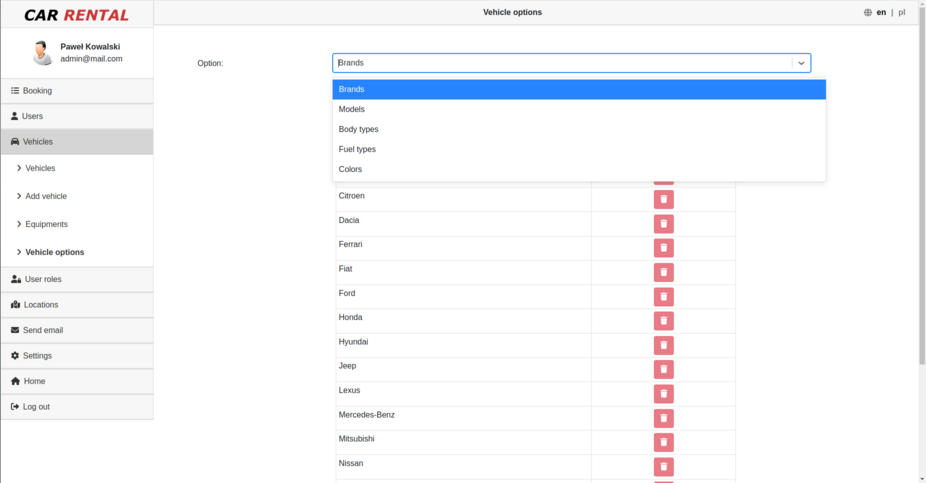 CAR RENTAL
Vehicle options
en | pl
Paweł Kowalski
admin@mail.com
Booking
Users
Vehicles
Vehicles
Add vehicle
Equipments
Vehicle options
User roles
Locations
Send email
Settings
Home
Log out
Option:
Brands
Brands
Models
Body types
Fuel types
Colors
Citroen
Dacia
Ferrari
Fiat
Ford
Honda
Hyundai
Jeep
Lexus
Mercedes-Benz
Mitsubishi
Nissan